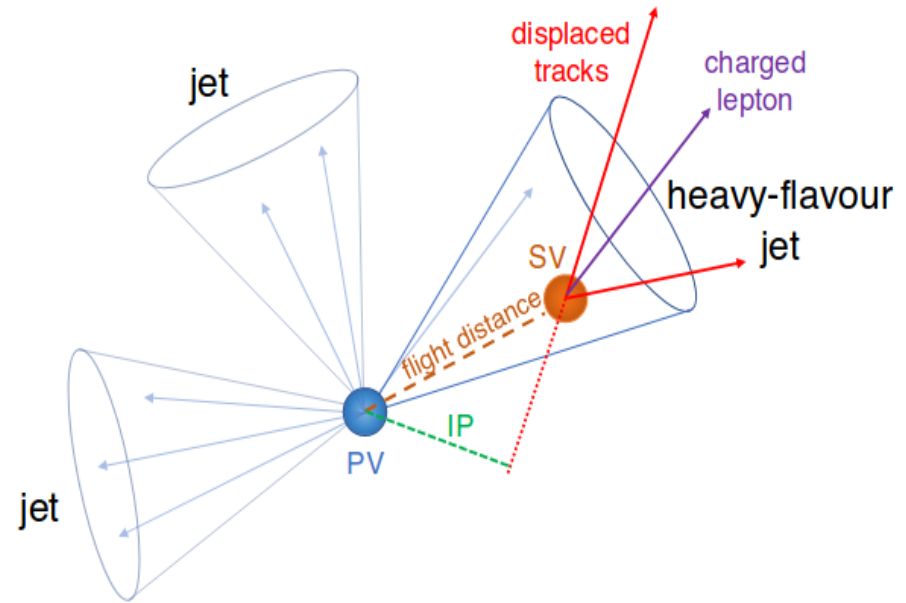 displaced
tracks
charged
lepton
jet
heavy-flavour
jet
SV
flight distance
IP
PV
jet